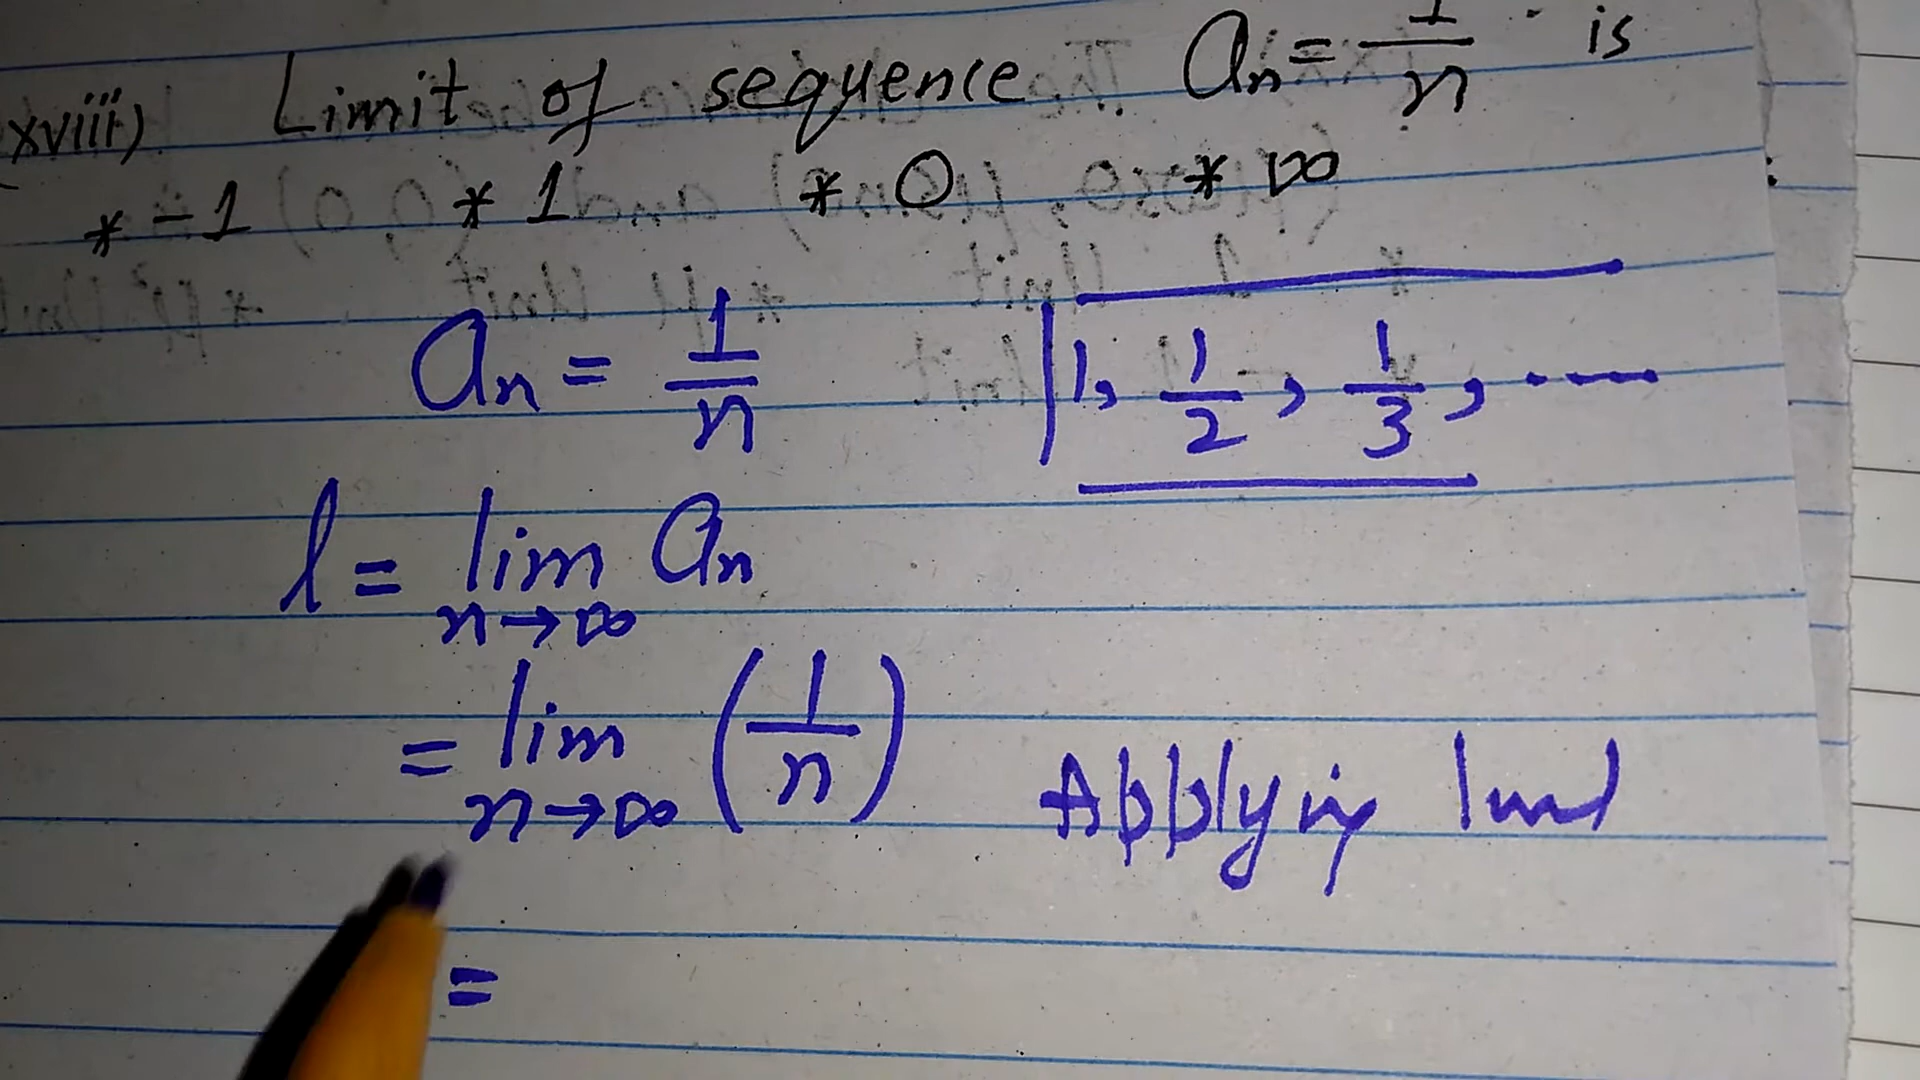 xviii) Limit of sequence an = 1/n is
* -1 * 1 * 0 * ∞
an = 1/n | 1, 1/2, 1/3, .....
l = lim n→∞ an
= lim n→∞ (1/n) Applying
=